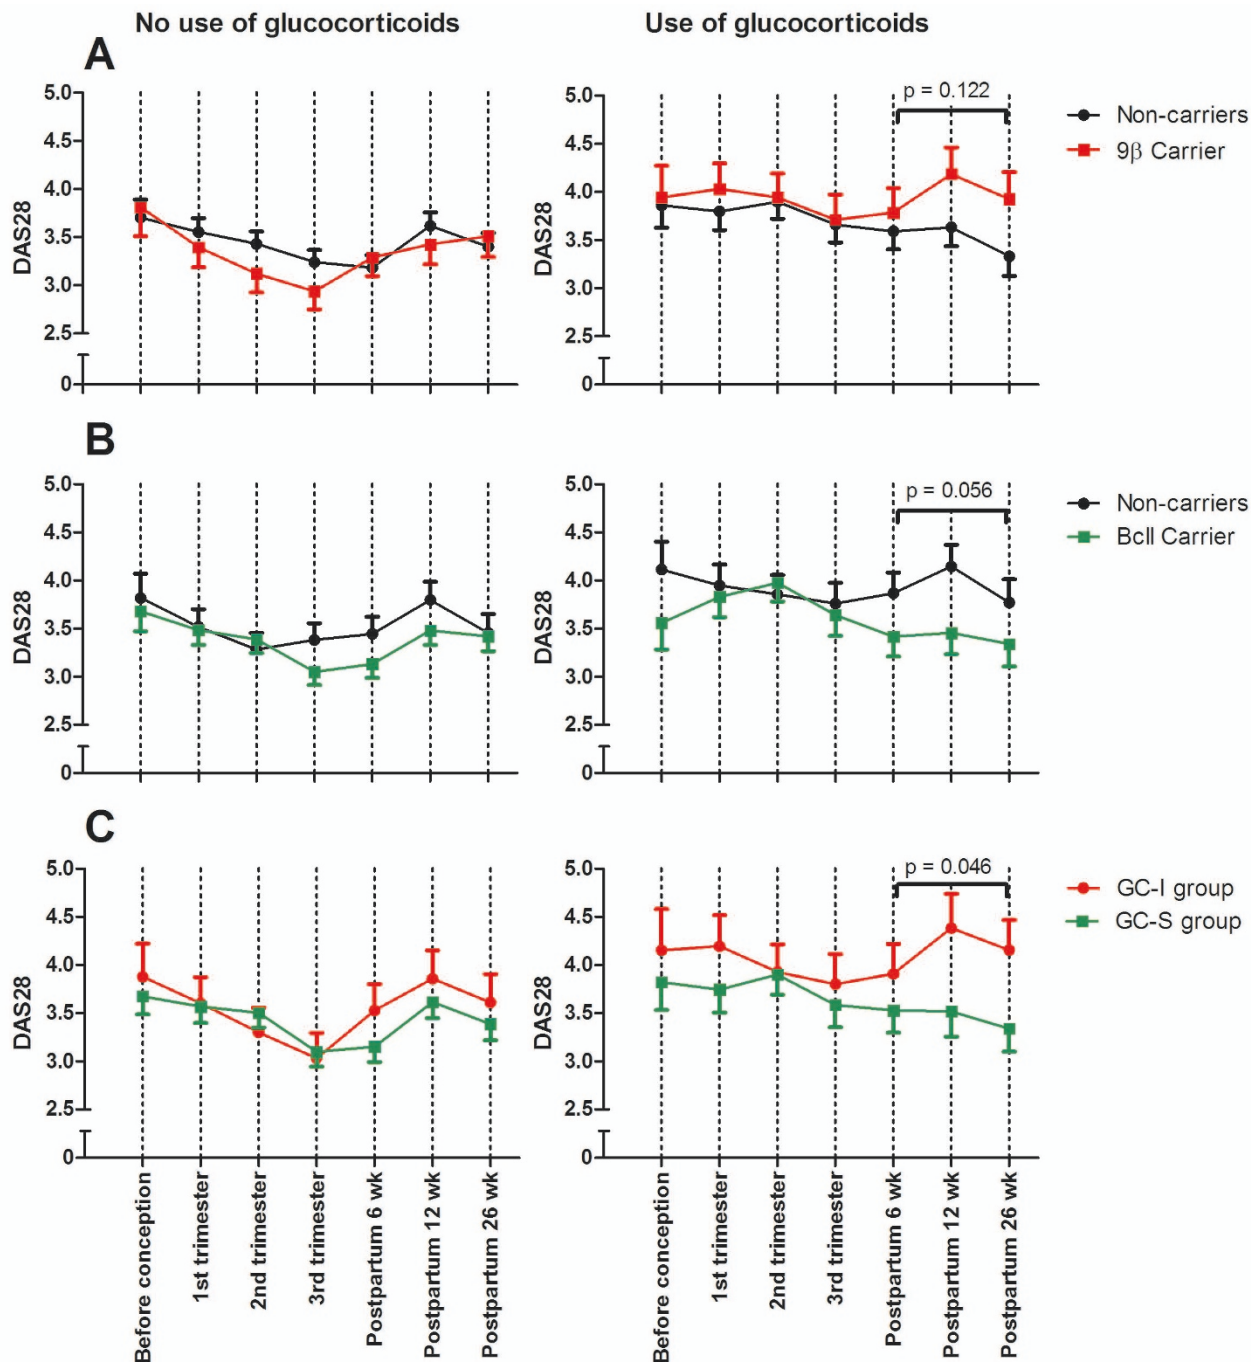 No use of glucocorticoids
Use of glucocorticoids
A
5.0
4.5
4.0
3.5
3.0
2.5
0
DAS28
5.0
4.5
4.0
3.5
3.0
2.5
0
DAS28
p = 0.122
Non-carriers
9β Carrier
B
5.0
4.5
4.0
3.5
3.0
2.5
0
DAS28
5.0
4.5
4.0
3.5
3.0
2.5
0
DAS28
p = 0.056
Non-carriers
BclI Carrier
C
5.0
4.5
4.0
3.5
3.0
2.5
0
DAS28
Before conception
1st trimester
2nd trimester
3rd trimester
Postpartum 6 wk
Postpartum 12 wk
Postpartum 26 wk
5.0
4.5
4.0
3.5
3.0
2.5
0
DAS28
p = 0.046
Before conception
1st trimester
2nd trimester
3rd trimester
Postpartum 6 wk
Postpartum 12 wk
Postpartum 26 wk
GC-I group
GC-S group